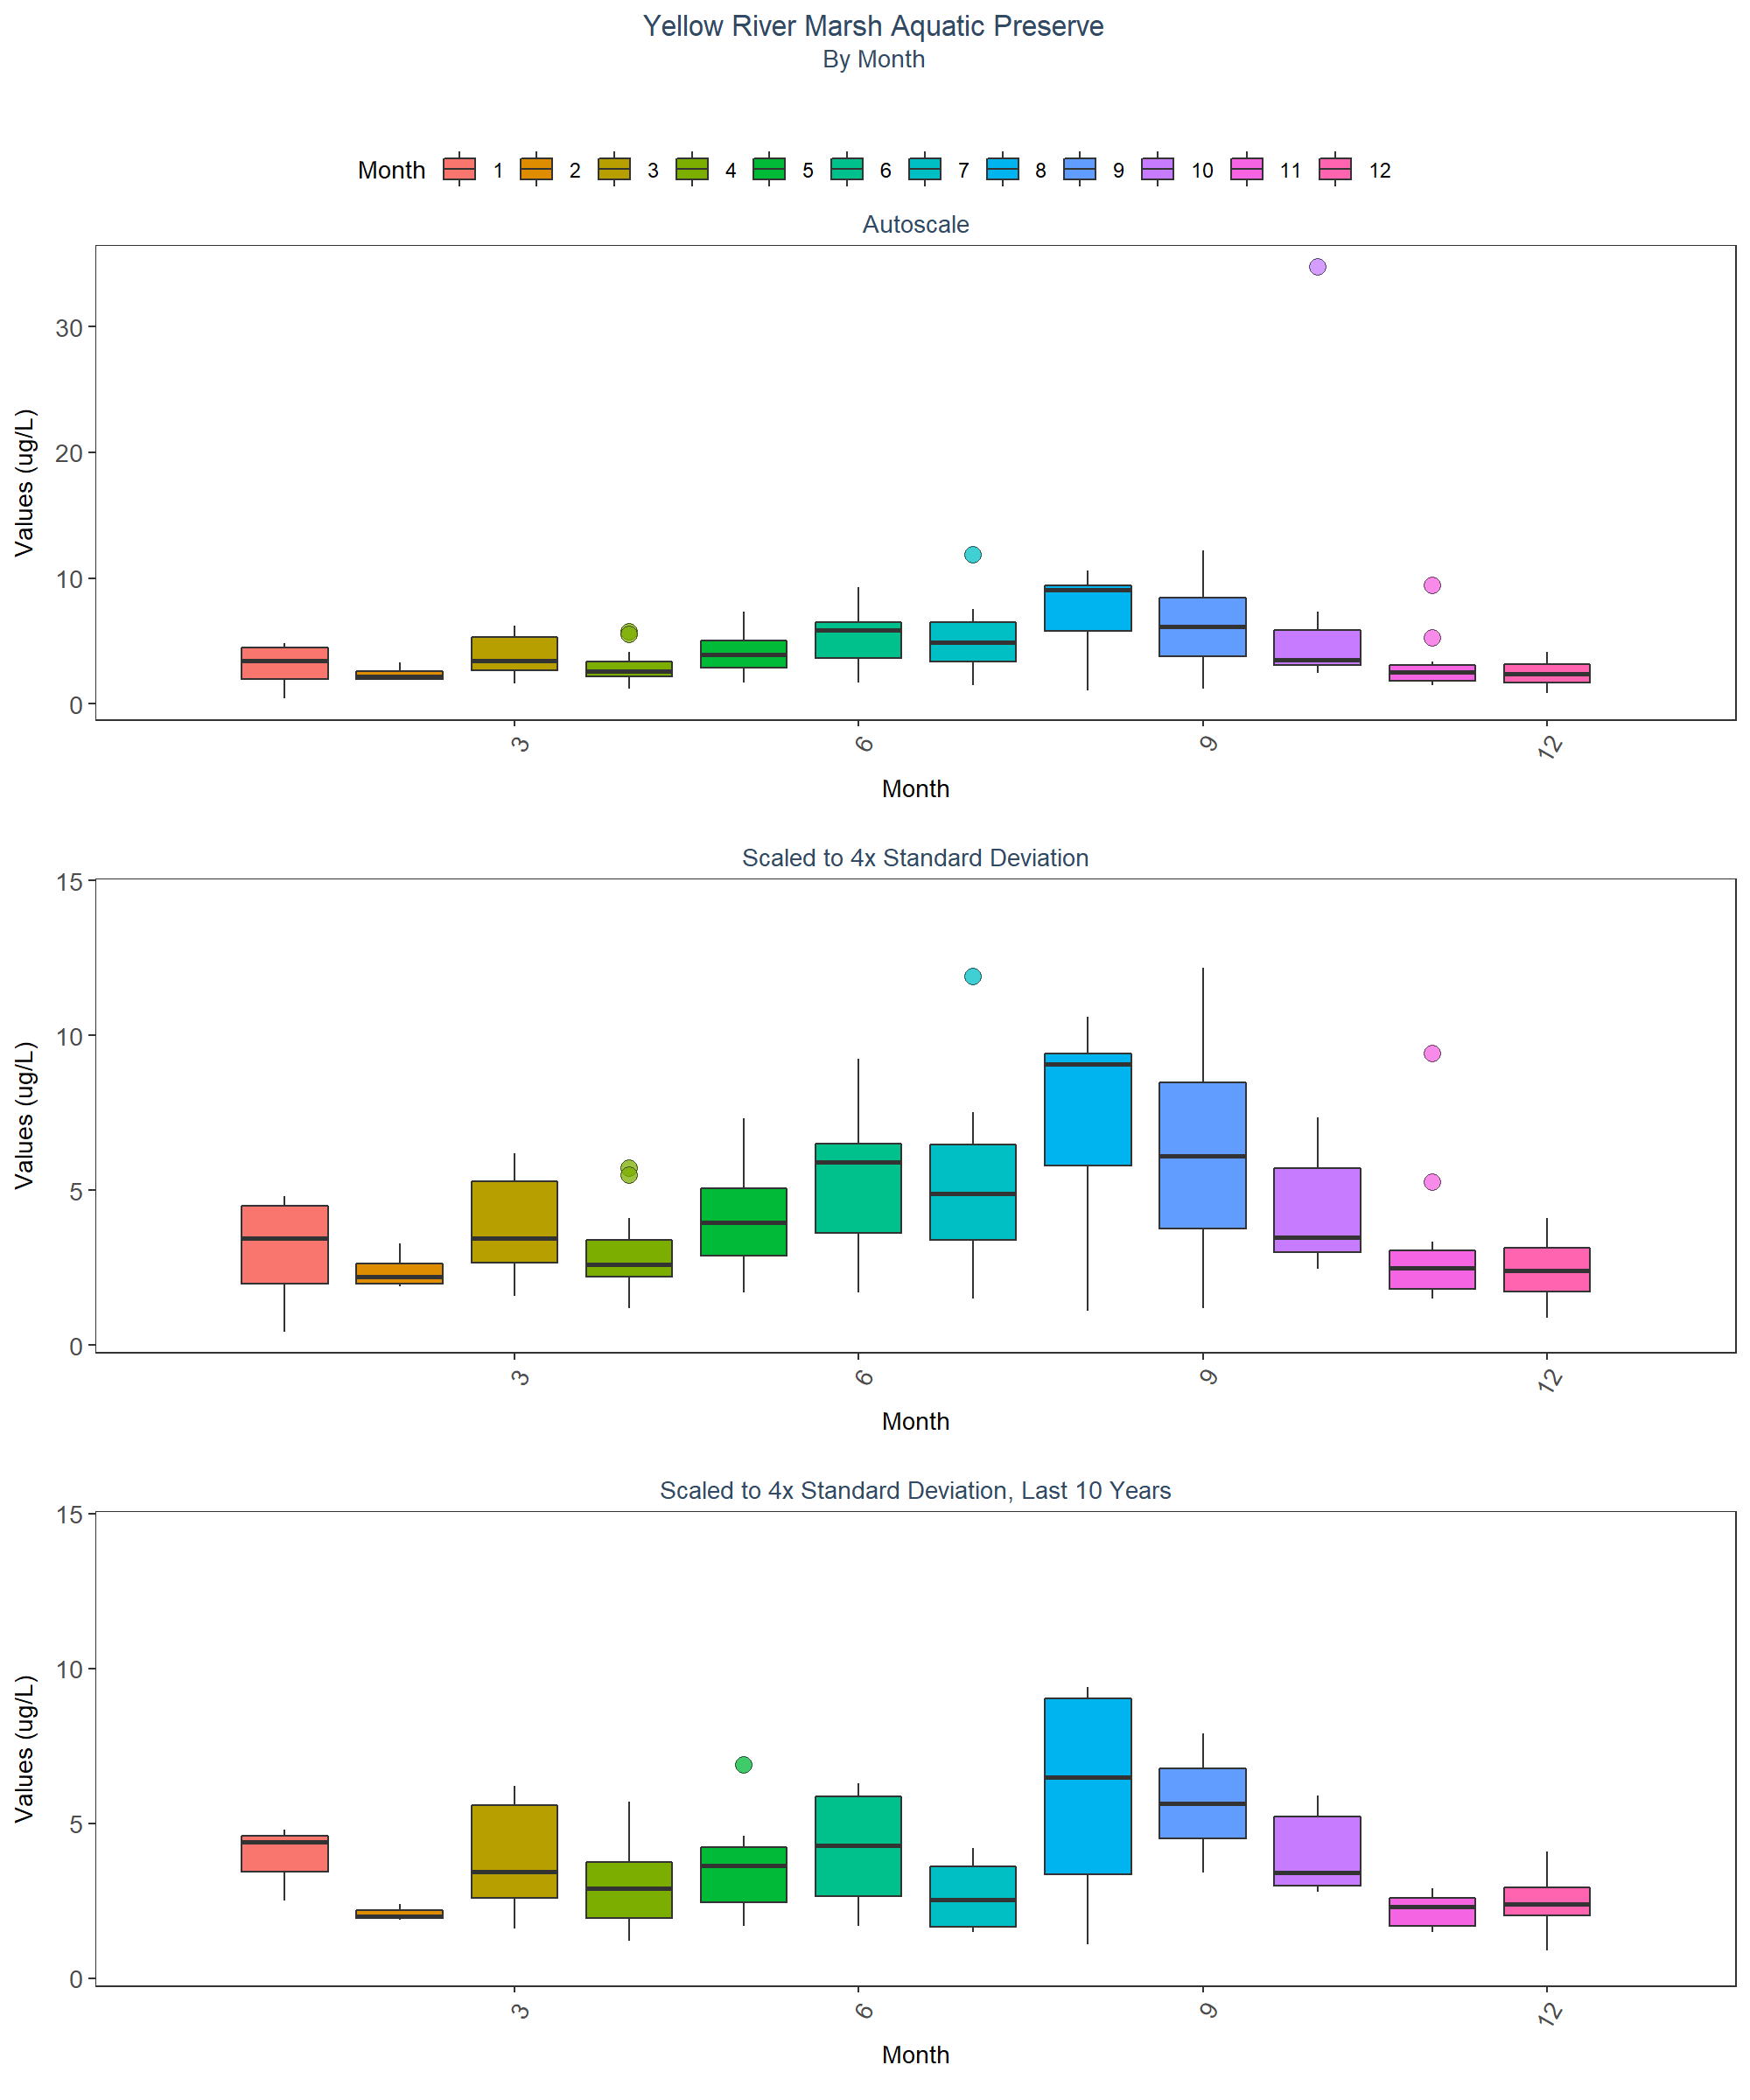 Yellow River Marsh Aquatic Preserve
By Month
Month 1 2 3 4 5 6 7 8 9 10 11 12
Autoscale
Values (ug/L)
30
20
10
0
3 6 9 12
Month
Scaled to 4x Standard Deviation
Values (ug/L)
15
10
5
0
3 6 9 12
Month
Scaled to 4x Standard Deviation, Last 10 Years
Values (ug/L)
15
10
5
0
3 6 9 12
Month